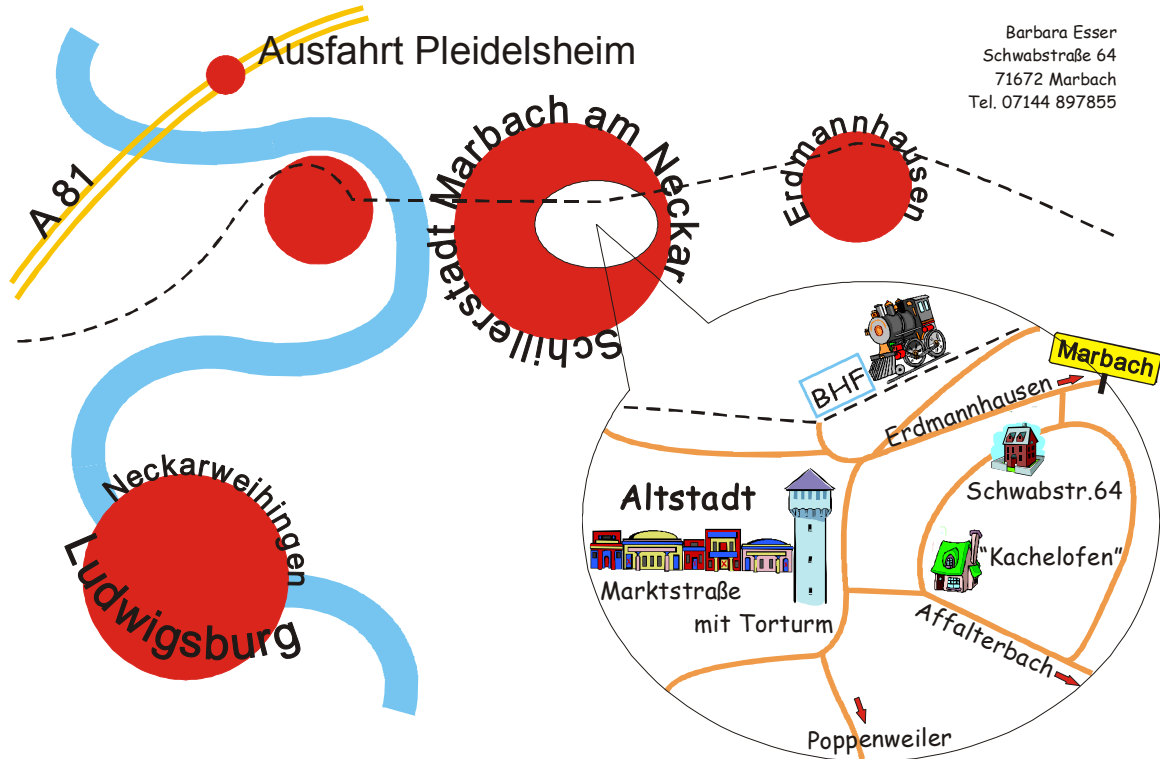 Ausfahrt Pleidelsheim
Barbara Esser
Schwabstraße 64
71672 Marbach
Tel. 07144 897855
A 81
Schillerstadt Marbach am Neckar
Erdmannhausen
Neckarweihingen
Ludwigsburg
BHF
Marbach
Erdmannhausen
Schwabstr.64
Altstadt
"Kachelofen"
Marktstraße
mit Torturm
Affalterbach
Poppenweiler